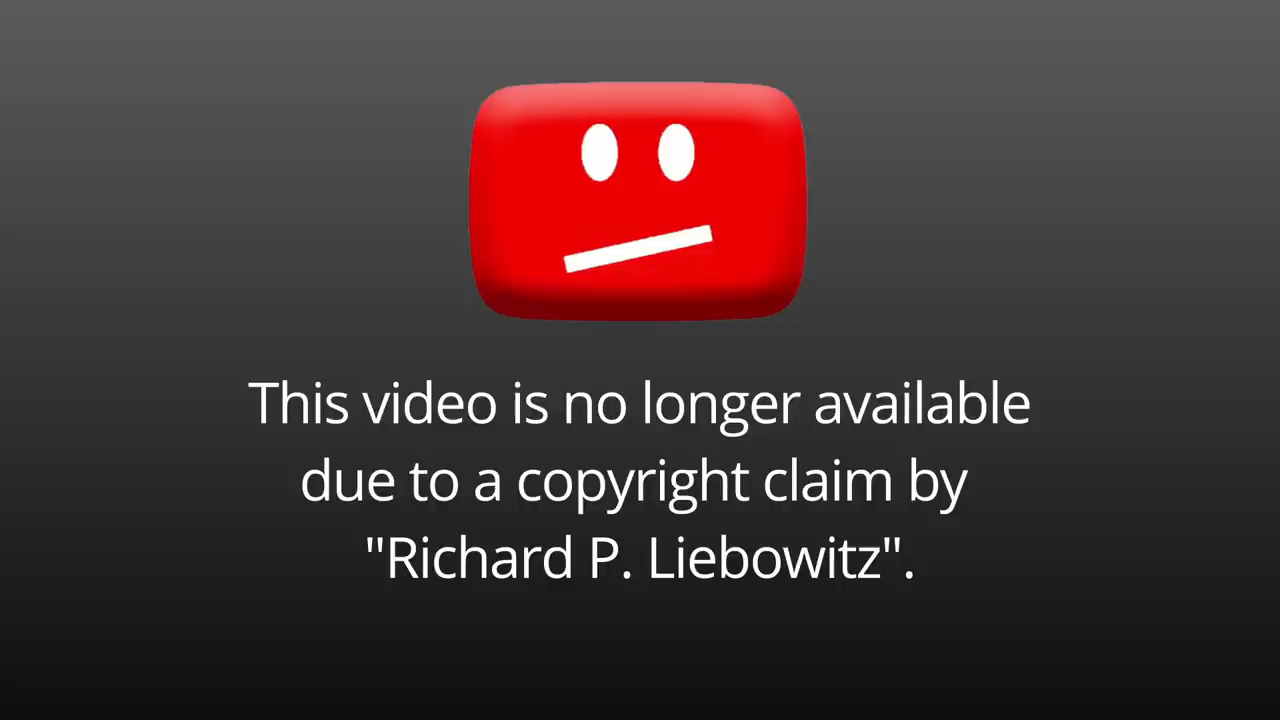 This video is no longer available
due to a copyright claim by
"Richard P. Liebowitz".